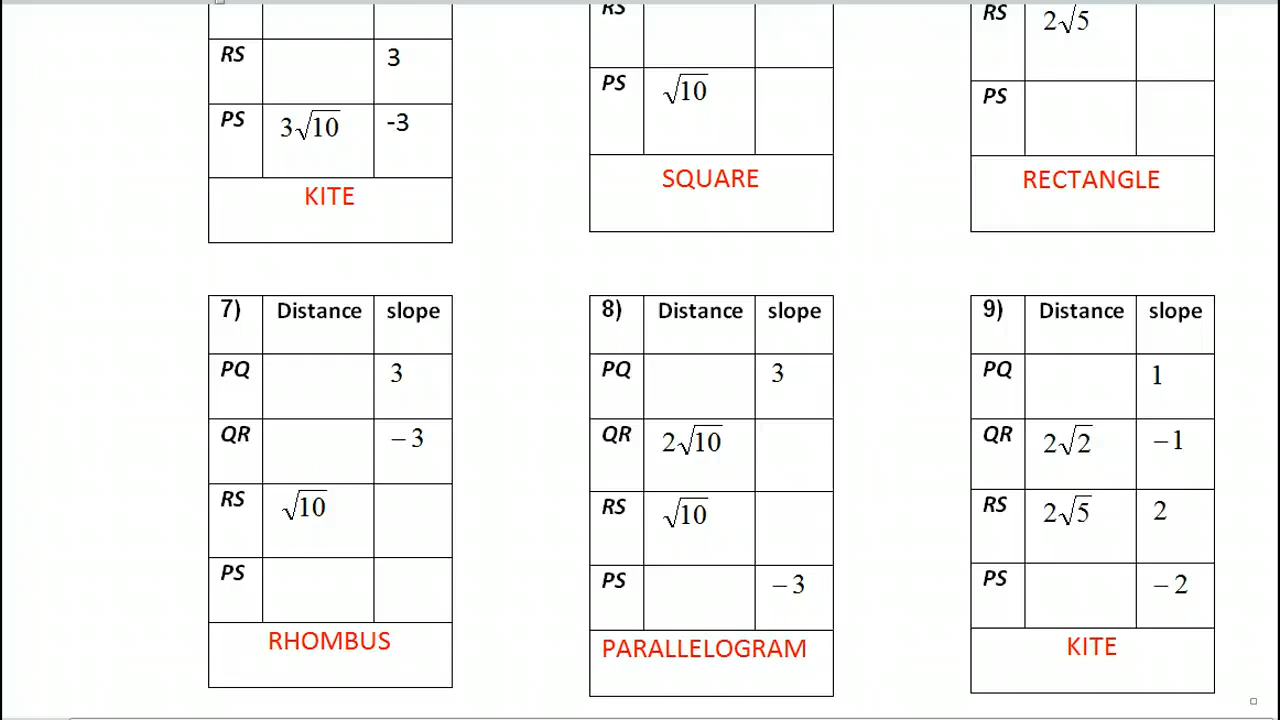 RS 3
PS 3√10 -3
KITE
RS
PS √10
SQUARE
RS 2√5
PS
RECTANGLE
7) Distance slope
PQ 3
QR −3
RS √10
PS
RHOMBUS
8) Distance slope
PQ 3
QR 2√10
RS √10
PS −3
PARALLELOGRAM
9) Distance slope
PQ 1
QR 2√2 −1
RS 2√5 2
PS −2
KITE